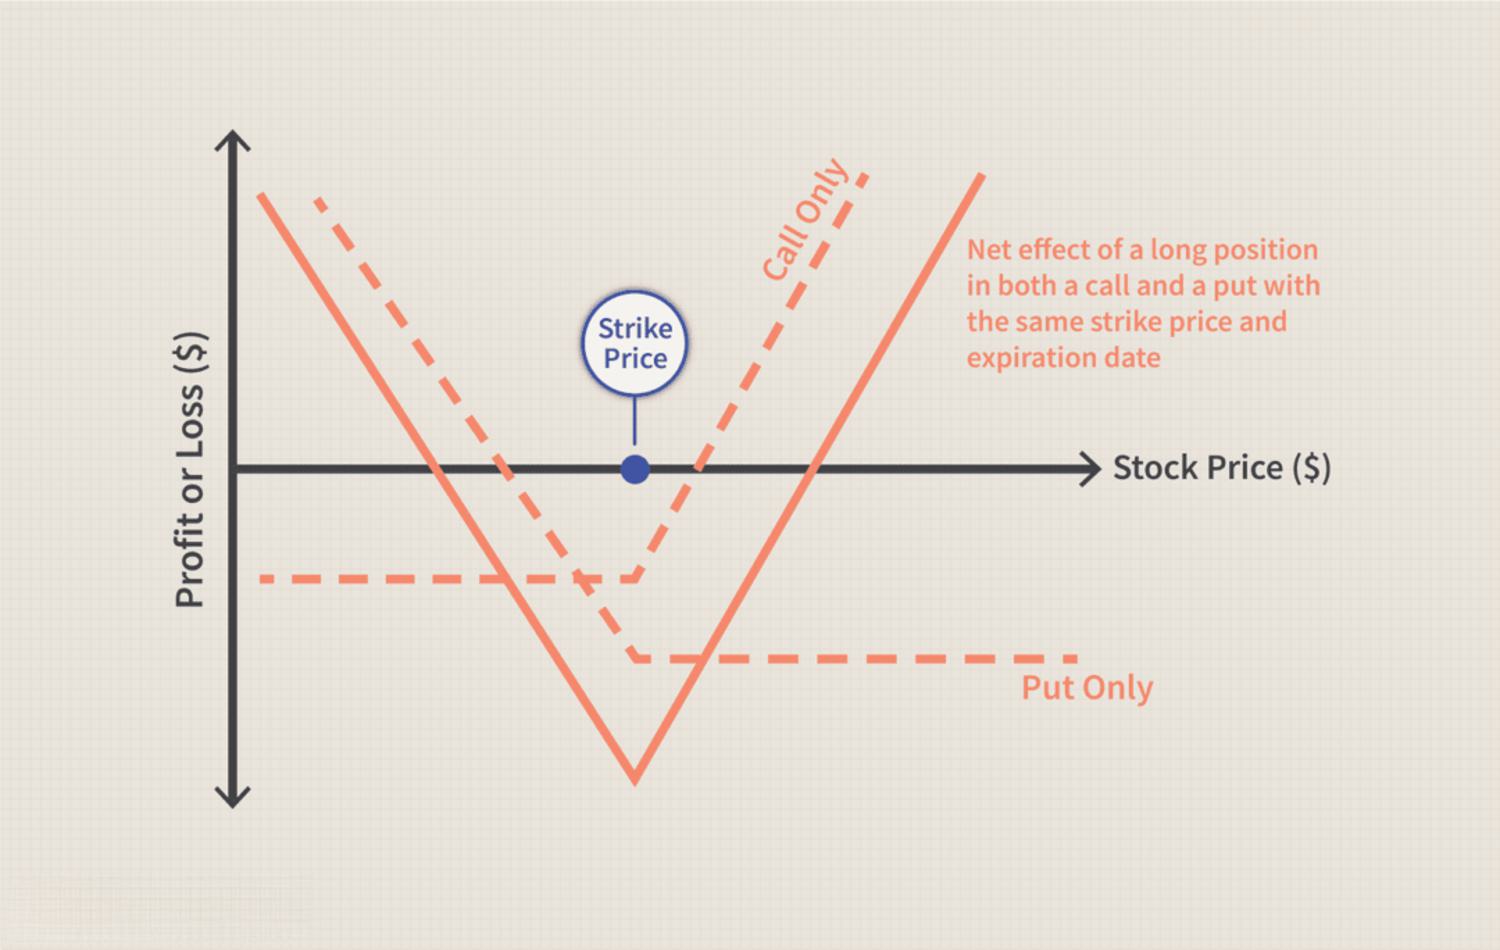 Profit or Loss ($)
Strike
Price
Call Only
Net effect of a long position
in both a call and a put with
the same strike price and
expiration date
Stock Price ($)
Put Only